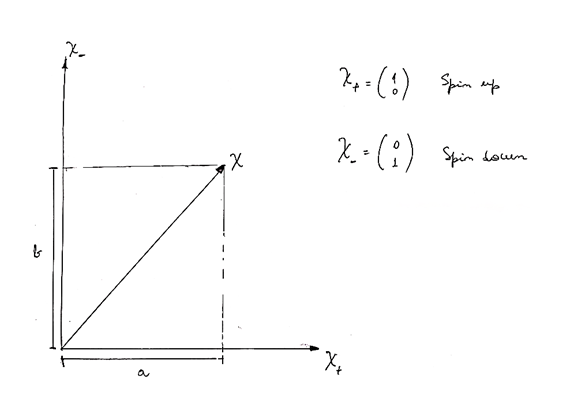 χ₋
χ₊ = (1 0) Spin up
χ₋ = (0 1) Spin down
χ
b
a
χ₊